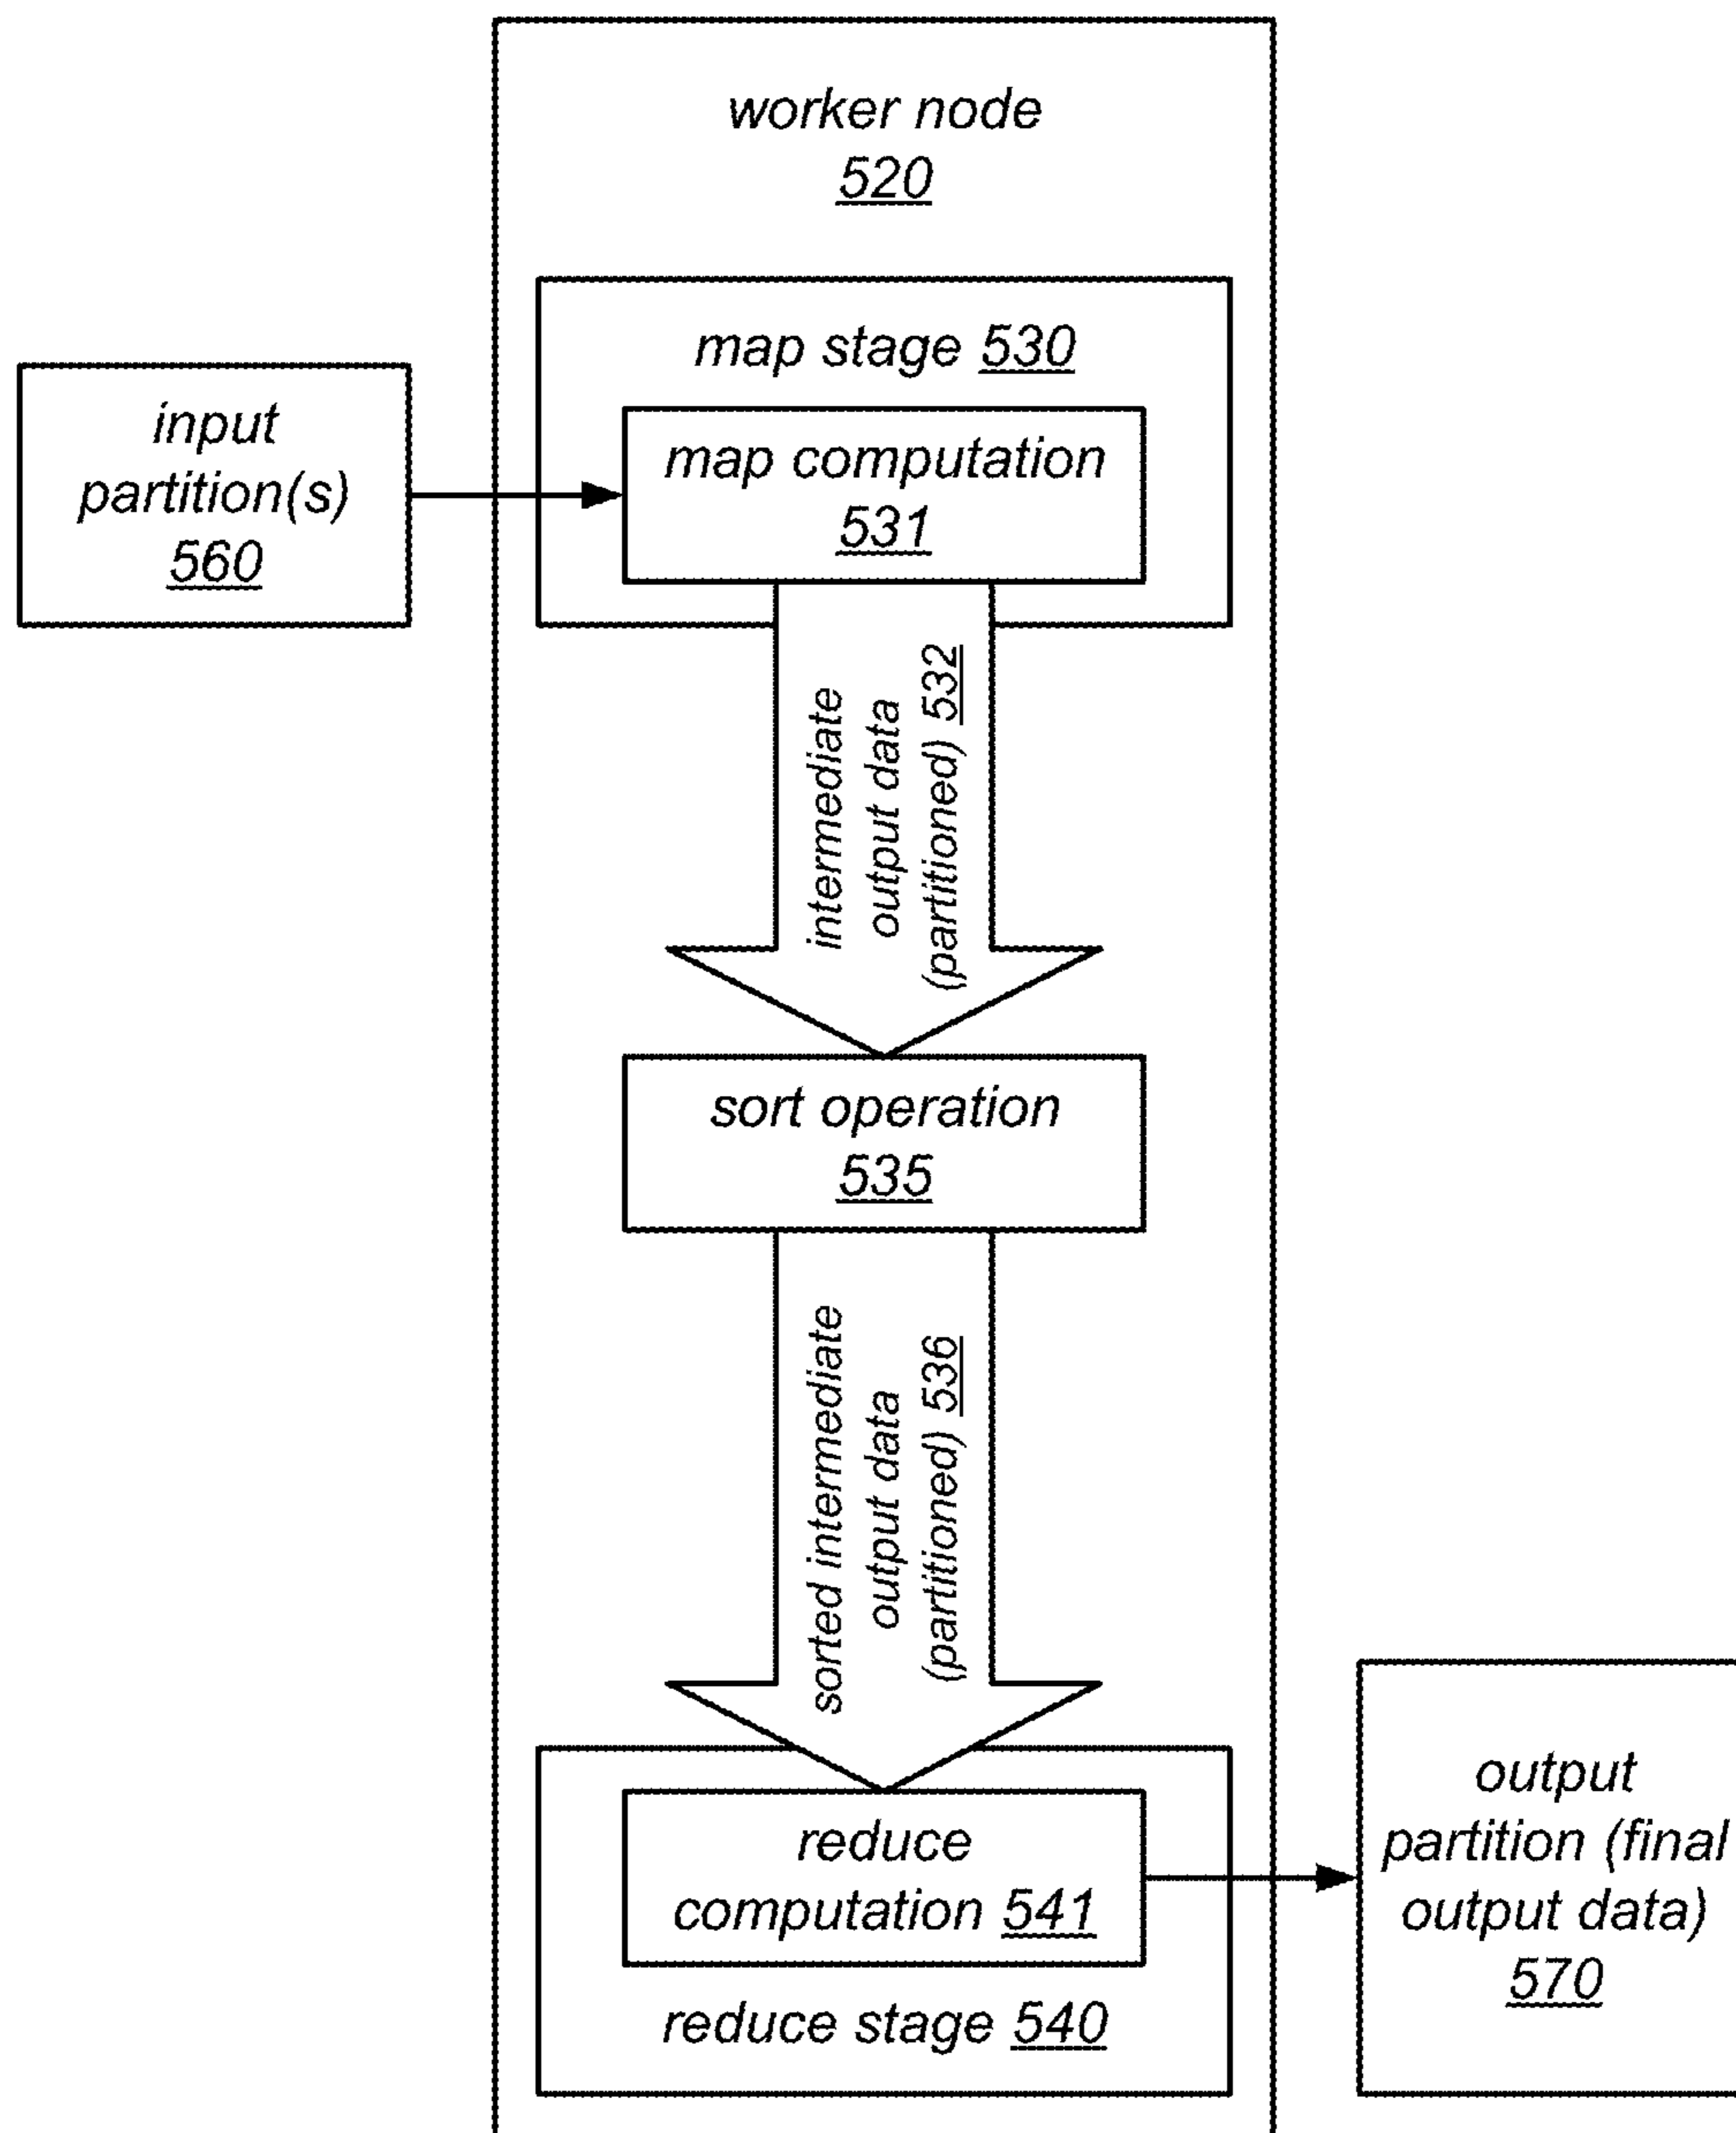 worker node
520
map stage 530
input
partition(s)
560
map computation
531
intermediate
output data
(partitioned) 532
sort operation
535
sorted intermediate
output data
(partitioned) 536
reduce
computation 541
reduce stage 540
output
partition (final
output data)
570